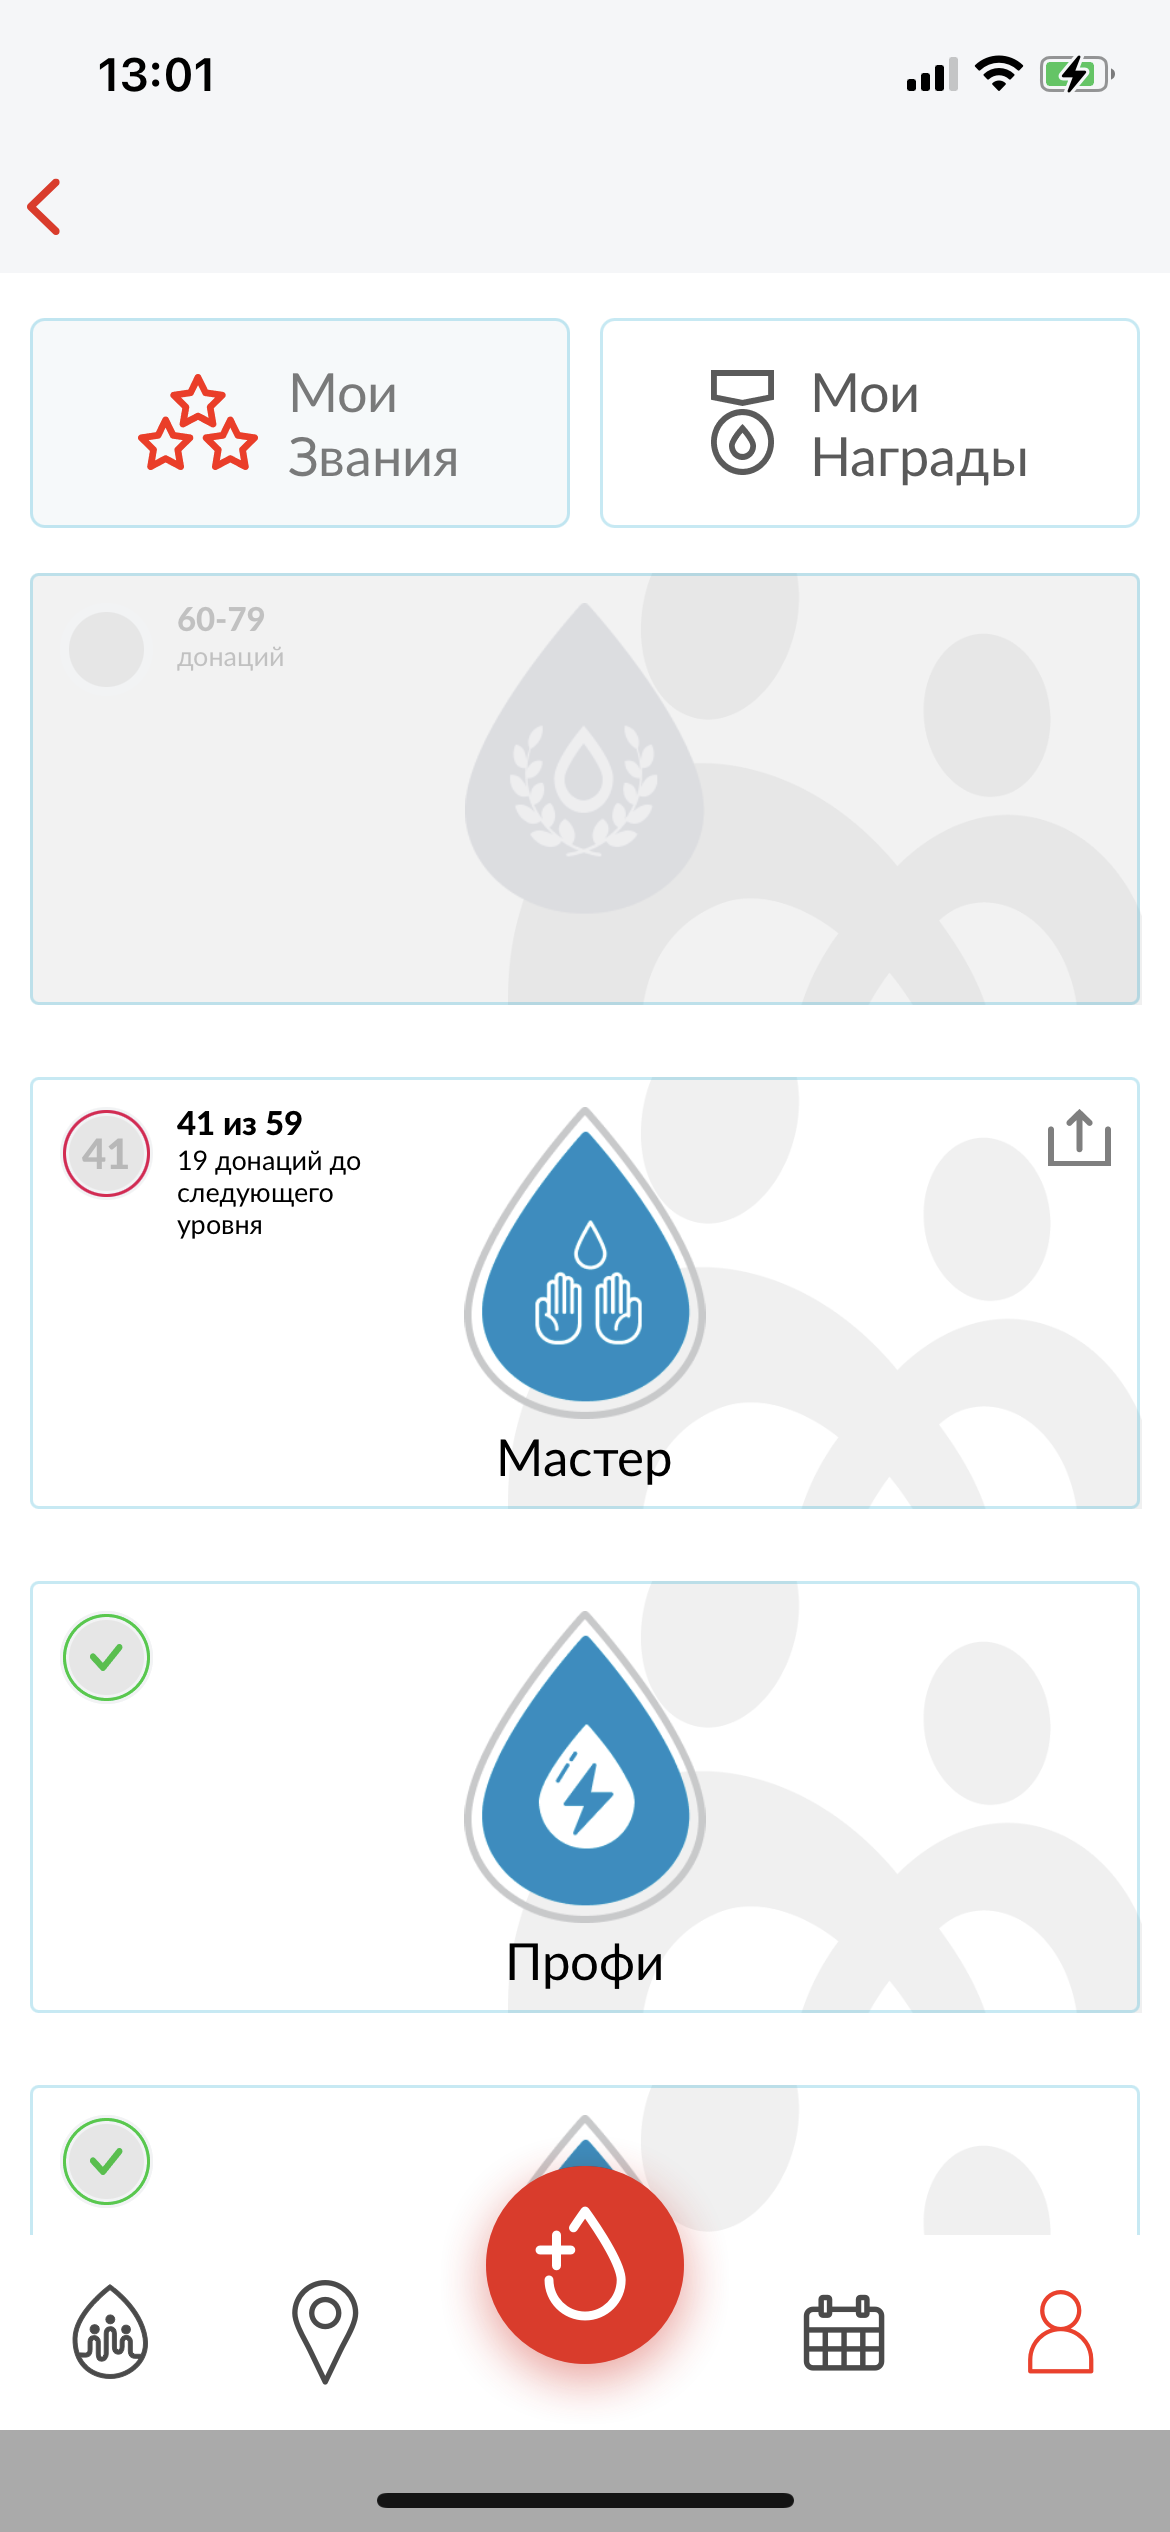 13:01
Мои
Звания
Мои
Награды
60-79
донаций
41
41 из 59
19 донаций до
следующего
уровня
Мастер
Профи